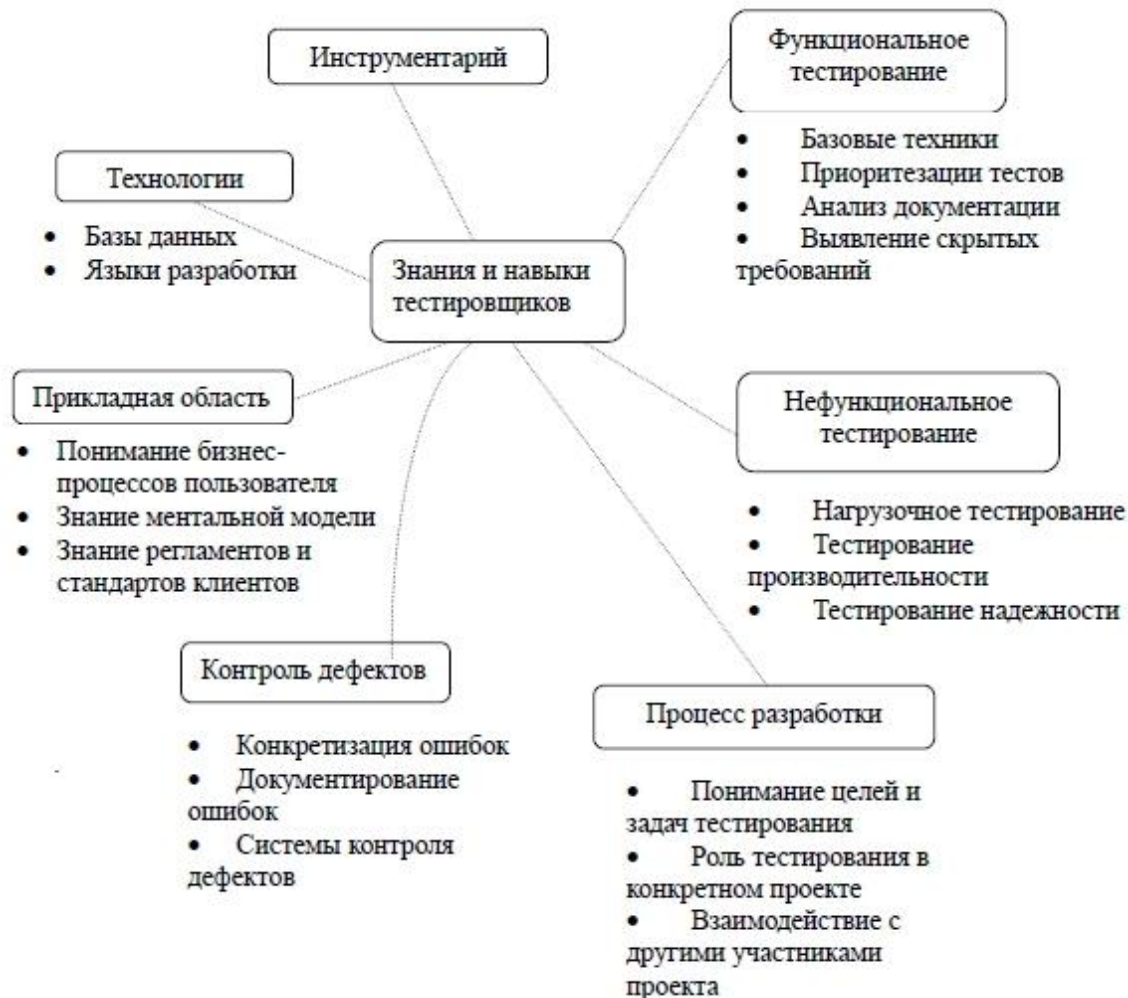 Инструментарий
Функциональное
тестирование
• Базовые техники
• Приоритезации тестов
• Анализ документации
• Выявление скрытых
требований
Технологии
• Базы данных
• Языки разработки
Знания и навыки
тестировщиков
Прикладная область
• Понимание бизнес-
процессов пользователя
• Знание ментальной модели
• Знание регламентов и
стандартов клиентов
Нефункциональное
тестирование
• Нагрузочное тестирование
• Тестирование
производительности
• Тестирование надежности
Контроль дефектов
• Конкретизация ошибок
• Документирование
ошибок
• Системы контроля
дефектов
Процесс разработки
• Понимание целей и
задач тестирования
• Роль тестирования в
конкретном проекте
• Взаимодействие с
другими участниками
проекта